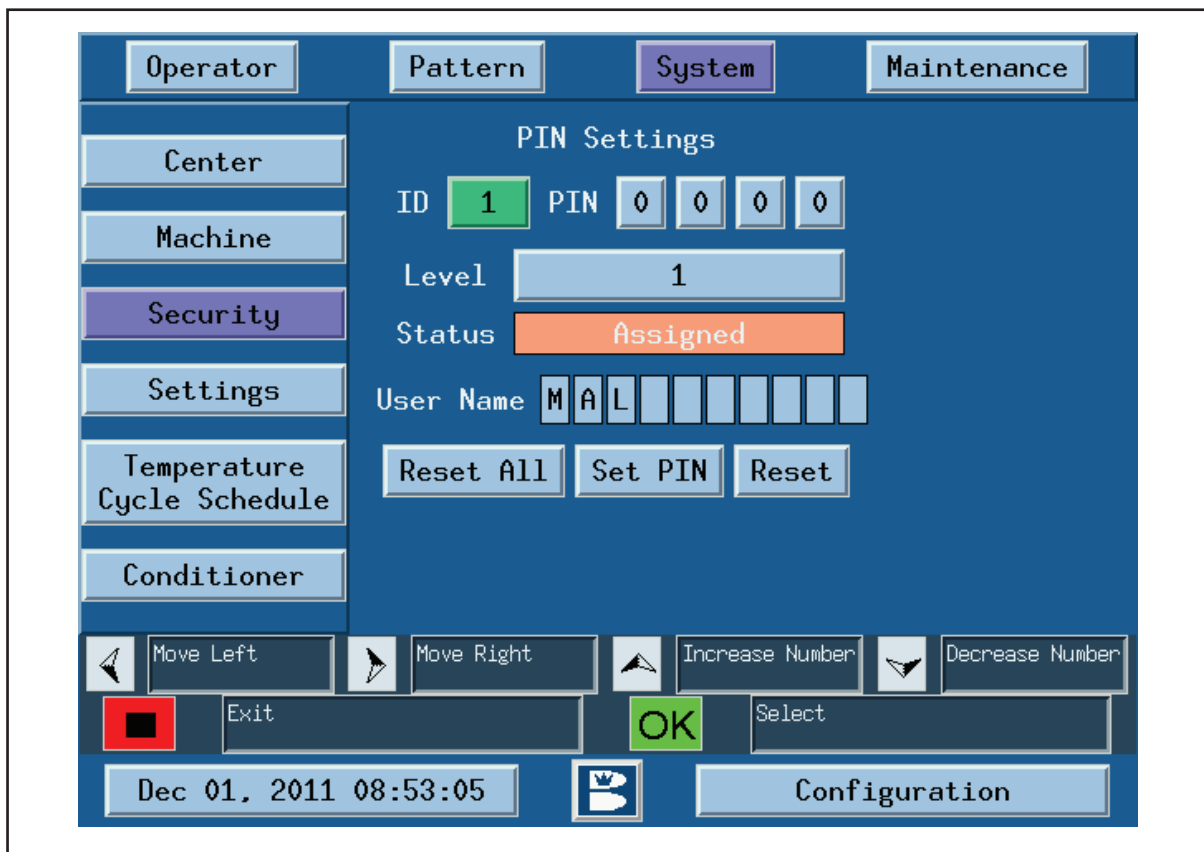 Operator Pattern System Maintenance
Center
Machine
Security
Settings
Temperature
Cycle Schedule
Conditioner
PIN Settings
ID 1 PIN 0 0 0 0
Level 1
Status Assigned
User Name M A L
Reset All Set PIN Reset
Move Left Move Right Increase Number Decrease Number
Exit OK Select
Dec 01, 2011 08:53:05 Configuration